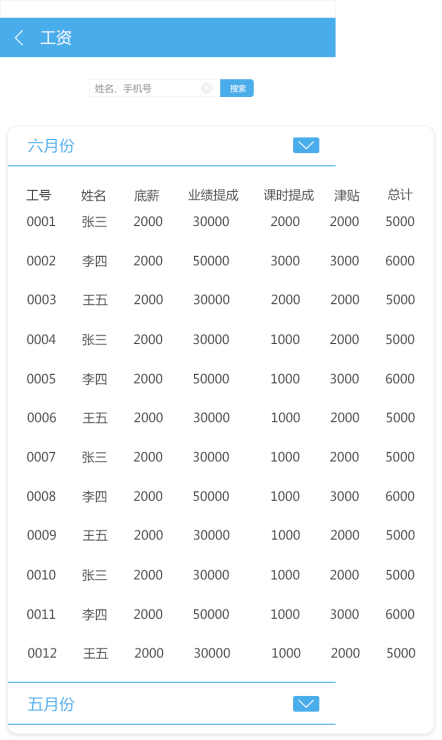 工资
姓名、手机号 搜索
六月份
工号 姓名 底薪 业绩提成 课时提成 津贴 总计
0001 张三 2000 30000 2000 2000 5000
0002 李四 2000 50000 3000 3000 6000
0003 王五 2000 30000 2000 2000 5000
0004 张三 2000 30000 1000 2000 5000
0005 李四 2000 50000 1000 3000 6000
0006 王五 2000 30000 1000 2000 5000
0007 张三 2000 30000 1000 2000 5000
0008 李四 2000 50000 1000 3000 6000
0009 王五 2000 30000 1000 2000 5000
0010 张三 2000 30000 1000 2000 5000
0011 李四 2000 50000 1000 3000 6000
0012 王五 2000 30000 1000 2000 5000
五月份